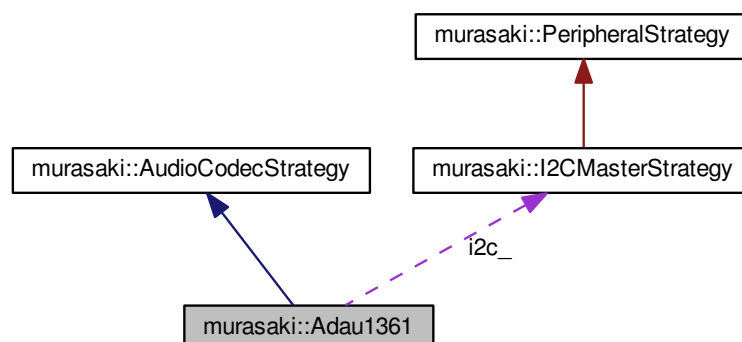 murasaki::PeripheralStrategy
murasaki::AudioCodecStrategy
murasaki::I2CMasterStrategy
i2c_
murasaki::Adau1361